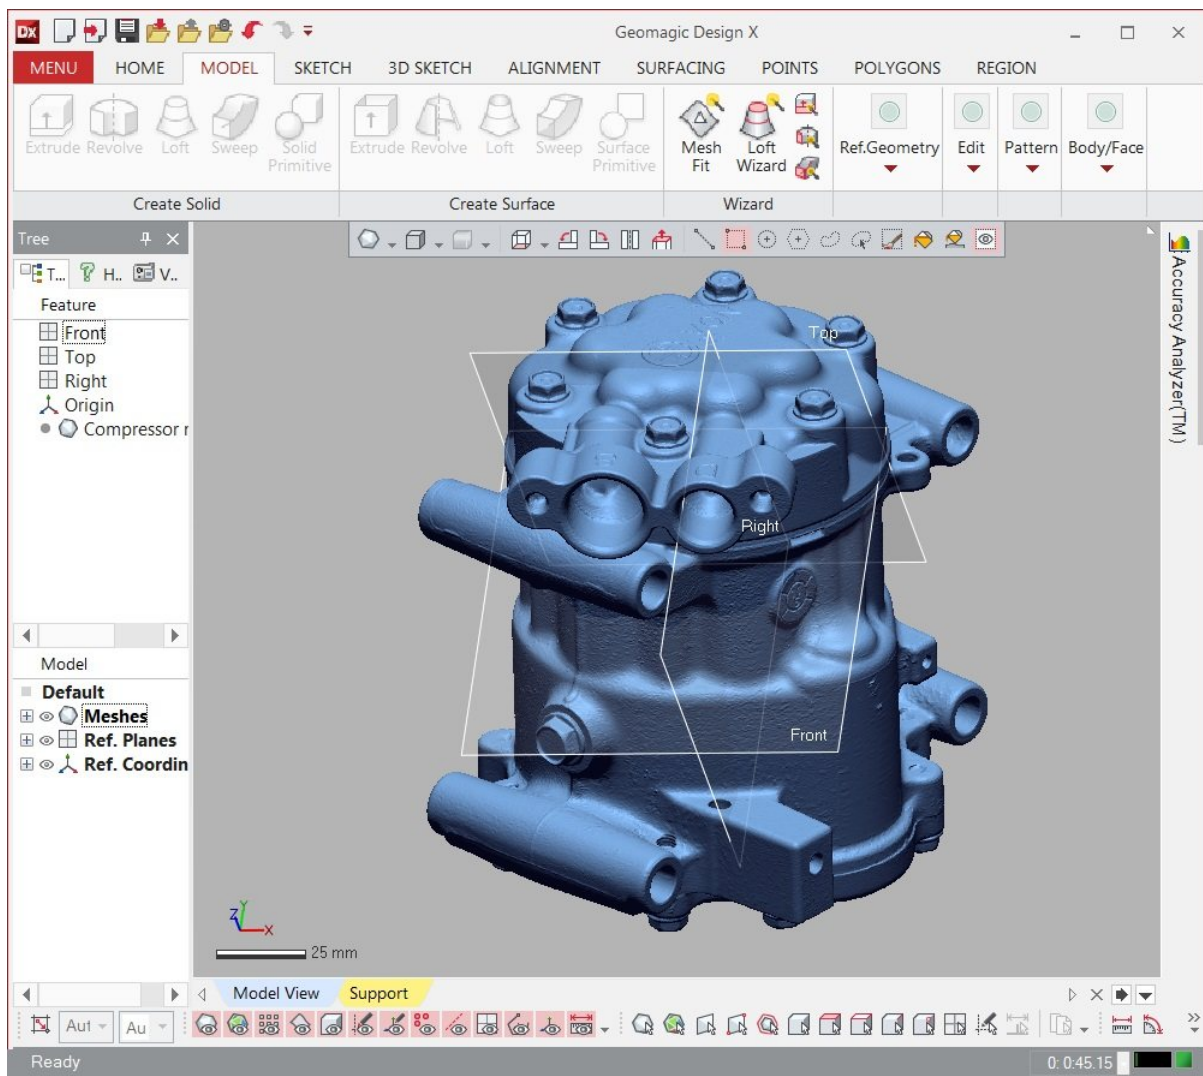 Dx
Geomagic Design X
MENU HOME MODEL SKETCH 3D SKETCH ALIGNMENT SURFACING POINTS POLYGONS REGION
Extrude Revolve Loft Sweep Solid Primitive Extrude Revolve Loft Sweep Surface Primitive Mesh Fit Loft Wizard Ref.Geometry Edit Pattern Body/Face
Create Solid Create Surface Wizard
Tree
T... H.. V..
Feature
Front
Top
Right
Origin
Compressor r
Top
Right
Front
Accuracy Analyzer(TM)
Model
Default
Meshes
Ref. Planes
Ref. Coordin
Z Y X
25 mm
Model View Support
Aut Au
Ready
0: 0:45.15